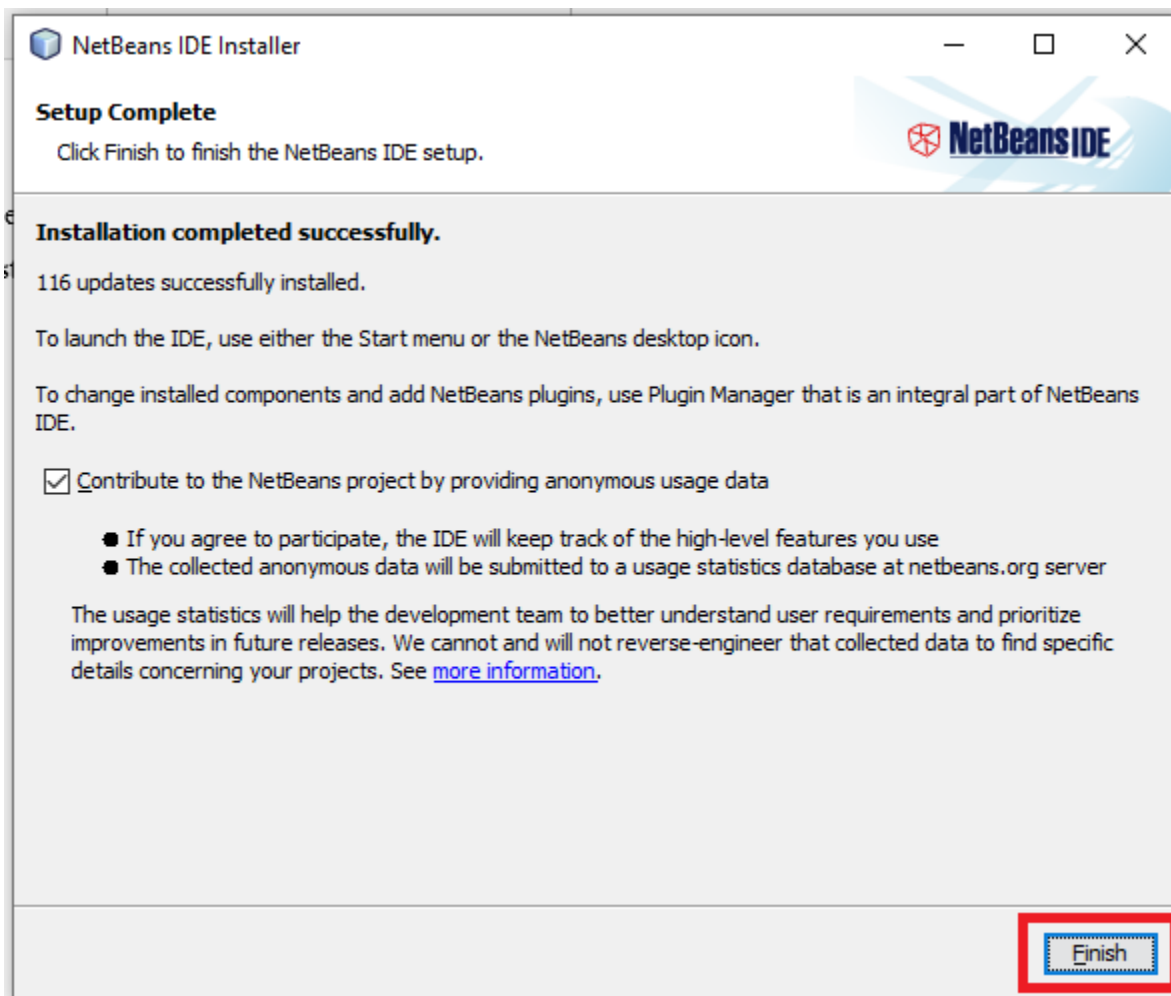 NetBeans IDE Installer
Setup Complete
Click Finish to finish the NetBeans IDE setup.
NetBeans IDE
Installation completed successfully.
116 updates successfully installed.
To launch the IDE, use either the Start menu or the NetBeans desktop icon.
To change installed components and add NetBeans plugins, use Plugin Manager that is an integral part of NetBeans
IDE.
Contribute to the NetBeans project by providing anonymous usage data
If you agree to participate, the IDE will keep track of the high-level features you use
The collected anonymous data will be submitted to a usage statistics database at netbeans.org server
The usage statistics will help the development team to better understand user requirements and prioritize
improvements in future releases. We cannot and will not reverse-engineer that collected data to find specific
details concerning your projects. See more information.
Finish